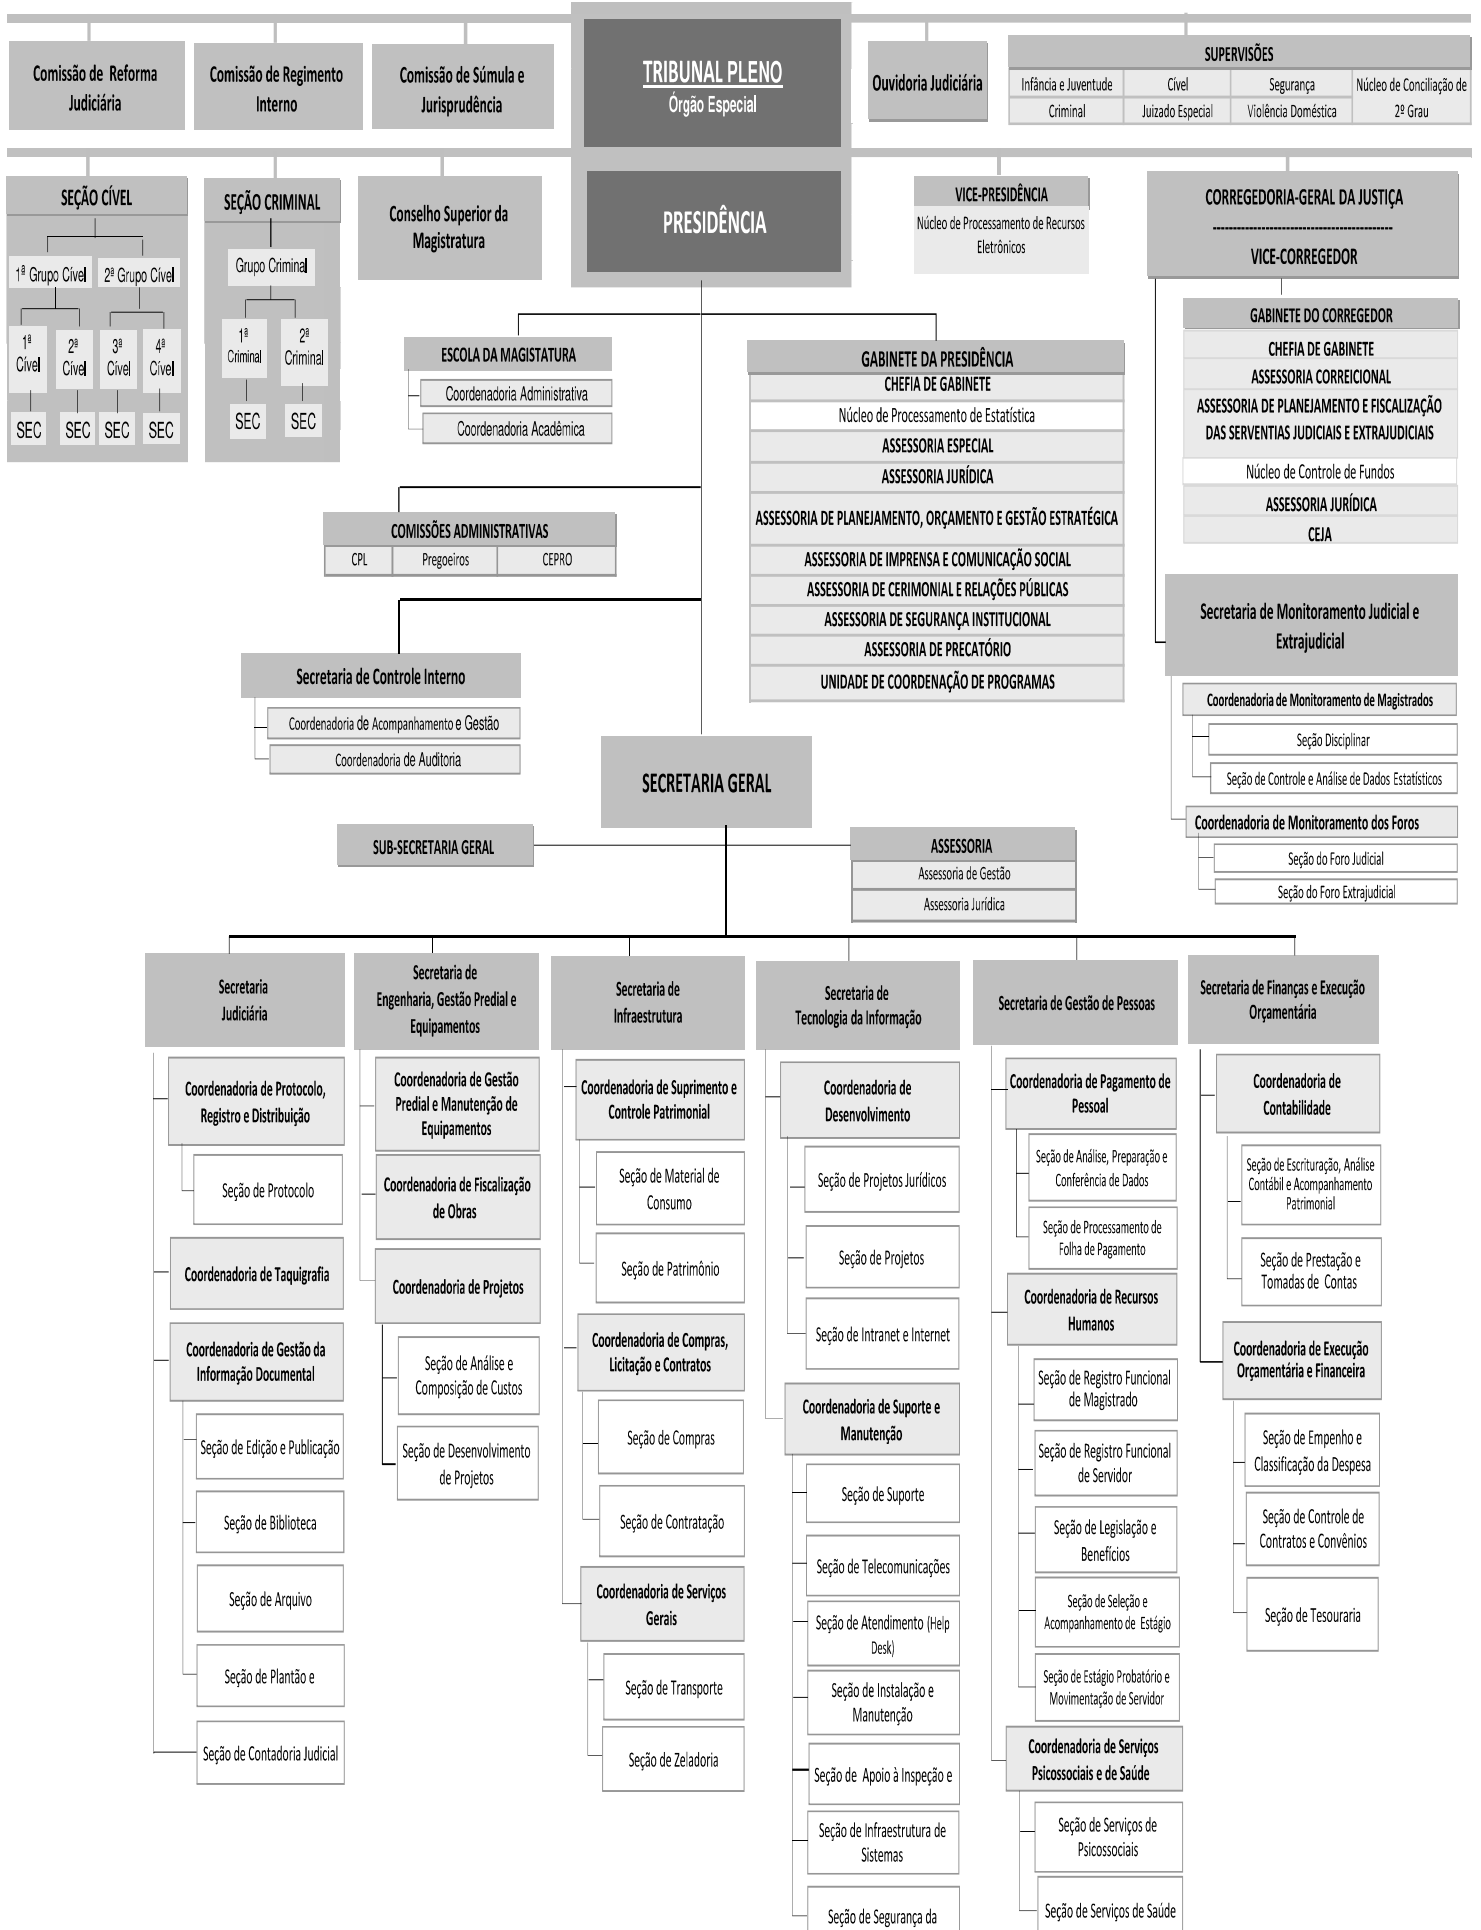 Comissão de Reforma
Judiciária
Comissão de Regimento
Interno
Comissão de Súmula e
Jurisprudência
TRIBUNAL PLENO
Órgão Especial
Ouvidoria Judiciária
SUPERVISÕES
Infância e Juventude
Cível
Segurança
Núcleo de Conciliação de
2º Grau
Criminal
Juizado Especial
Violência Doméstica
SEÇÃO CÍVEL
1ª Grupo Cível
2ª Grupo Cível
1ª
Cível
2ª
Cível
3ª
Cível
4ª
Cível
SEC
SEC
SEC
SEC
SEÇÃO CRIMINAL
Grupo Criminal
1ª
Criminal
2ª
Criminal
SEC
SEC
Conselho Superior da
Magistratura
PRESIDÊNCIA
VICE-PRESIDÊNCIA
Núcleo de Processamento de Recursos
Eletrônicos
CORREGEDORIA-GERAL DA JUSTIÇA
--------------------------------------------
VICE-CORREGEDOR
GABINETE DO CORREGEDOR
CHEFIA DE GABINETE
ASSESSORIA CORREICIONAL
ASSESSORIA DE PLANEJAMENTO E FISCALIZAÇÃO
DAS SERVENTIAS JUDICIAIS E EXTRAJUDICIAIS
Núcleo de Controle de Fundos
ASSESSORIA JURÍDICA
CEJA
ESCOLA DA MAGISTATURA
Coordenadoria Administrativa
Coordenadoria Acadêmica
GABINETE DA PRESIDÊNCIA
CHEFIA DE GABINETE
Núcleo de Processamento de Estatística
ASSESSORIA ESPECIAL
ASSESSORIA JURÍDICA
ASSESSORIA DE PLANEJAMENTO, ORÇAMENTO E GESTÃO ESTRATÉGICA
ASSESSORIA DE IMPRENSA E COMUNICAÇÃO SOCIAL
ASSESSORIA DE CERIMONIAL E RELAÇÕES PÚBLICAS
ASSESSORIA DE SEGURANÇA INSTITUCIONAL
ASSESSORIA DE PRECATÓRIO
UNIDADE DE COORDENAÇÃO DE PROGRAMAS
COMISSÕES ADMINISTRATIVAS
CPL
Pregoeiros
CEPRO
Secretaria de Controle Interno
Coordenadoria de Acompanhamento e Gestão
Coordenadoria de Auditoria
Secretaria de Monitoramento Judicial e
Extrajudicial
Coordenadoria de Monitoramento de Magistrados
Seção Disciplinar
Seção de Controle e Análise de Dados Estatísticos
Coordenadoria de Monitoramento dos Foros
Seção do Foro Judicial
Seção do Foro Extrajudicial
SECRETARIA GERAL
SUB-SECRETARIA GERAL
ASSESSORIA
Assessoria de Gestão
Assessoria Jurídica
Secretaria
Judiciária
Coordenadoria de Protocolo,
Registro e Distribuição
Seção de Protocolo
Coordenadoria de Taquigrafia
Coordenadoria de Gestão da
Informação Documental
Seção de Edição e Publicação
Seção de Biblioteca
Seção de Arquivo
Seção de Plantão e
Seção de Contadoria Judicial
Secretaria de
Engenharia, Gestão Predial e
Equipamentos
Coordenadoria de Gestão
Predial e Manutenção de
Equipamentos
Coordenadoria de Fiscalização
de Obras
Coordenadoria de Projetos
Seção de Análise e
Composição de Custos
Seção de Desenvolvimento
de Projetos
Secretaria de
Infraestrutura
Coordenadoria de Suprimento e
Controle Patrimonial
Seção de Material de
Consumo
Seção de Patrimônio
Coordenadoria de Compras,
Licitação e Contratos
Seção de Compras
Seção de Contratação
Coordenadoria de Serviços
Gerais
Seção de Transporte
Seção de Zeladoria
Secretaria de
Tecnologia da Informação
Coordenadoria de
Desenvolvimento
Seção de Projetos Jurídicos
Seção de Projetos
Seção de Intranet e Internet
Coordenadoria de Suporte e
Manutenção
Seção de Suporte
Seção de Telecomunicações
Seção de Atendimento (Help
Desk)
Seção de Instalação e
Manutenção
Seção de Apoio à Inspeção e
Seção de Infraestrutura de
Sistemas
Seção de Segurança da
Secretaria de Gestão de Pessoas
Coordenadoria de Pagamento de
Pessoal
Seção de Análise, Preparação e
Conferência de Dados
Seção de Processamento de
Folha de Pagamento
Coordenadoria de Recursos
Humanos
Seção de Registro Funcional
de Magistrado
Seção de Registro Funcional
de Servidor
Seção de Legislação e
Benefícios
Seção de Seleção e
Acompanhamento de Estágio
Seção de Estágio Probatório e
Movimentação de Servidor
Coordenadoria de Serviços
Psicossociais e de Saúde
Seção de Serviços de
Psicossociais
Seção de Serviços de Saúde
Secretaria de Finanças e Execução
Orçamentária
Coordenadoria de
Contabilidade
Seção de Escrituração, Análise
Contábil e Acompanhamento
Patrimonial
Seção de Prestação e
Tomadas de Contas
Coordenadoria de Execução
Orçamentária e Financeira
Seção de Empenho e
Classificação da Despesa
Seção de Controle de
Contratos e Convênios
Seção de Tesouraria